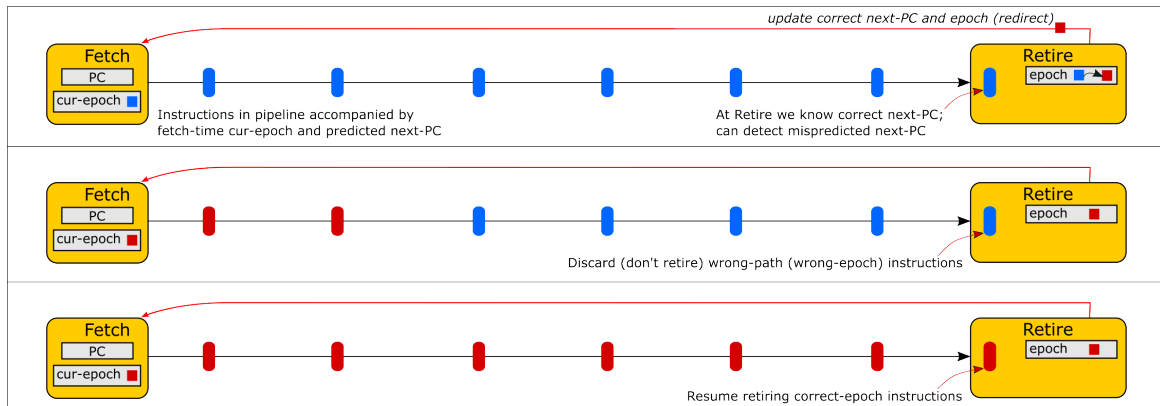 update correct next-PC and epoch (redirect)
Fetch
PC
cur-epoch
Retire
epoch
Instructions in pipeline accompanied by
fetch-time cur-epoch and predicted next-PC
At Retire we know correct next-PC;
can detect mispredicted next-PC
Fetch
PC
cur-epoch
Retire
epoch
Discard (don't retire) wrong-path (wrong-epoch) instructions
Fetch
PC
cur-epoch
Retire
epoch
Resume retiring correct-epoch instructions